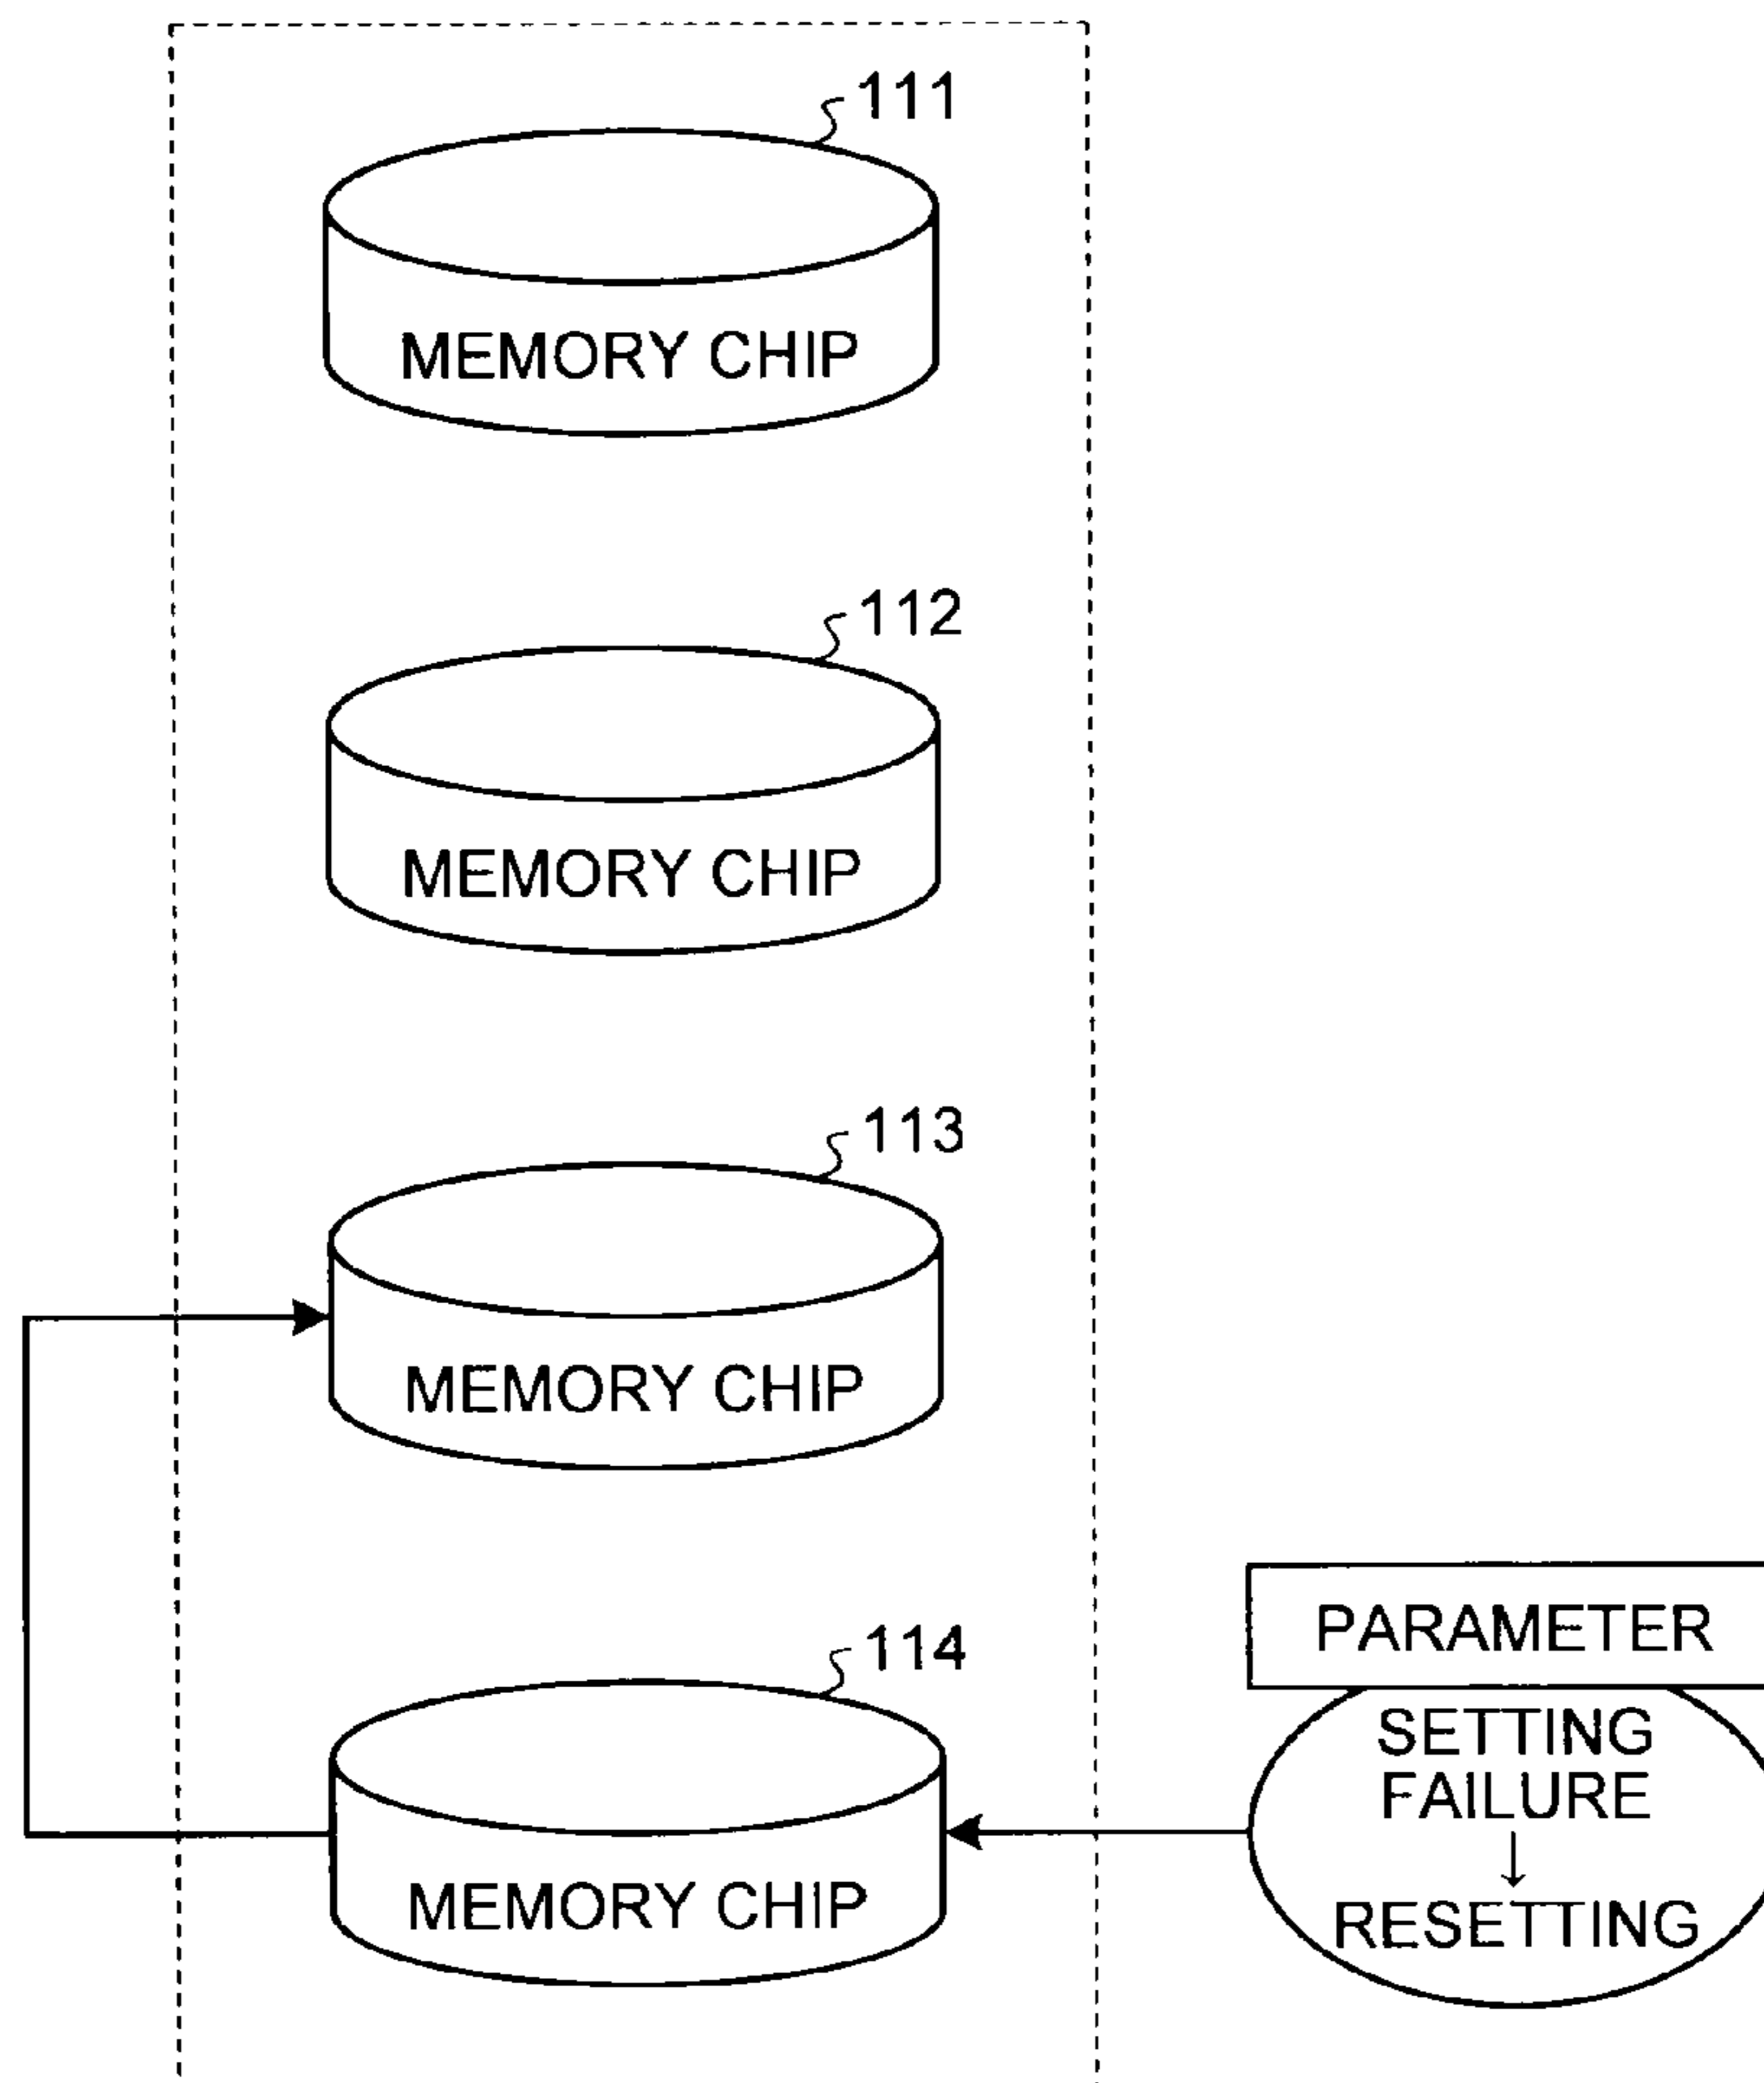 111
MEMORY CHIP
112
MEMORY CHIP
113
MEMORY CHIP
114
MEMORY CHIP
PARAMETER
SETTING
FAILURE
↓
RESETTING